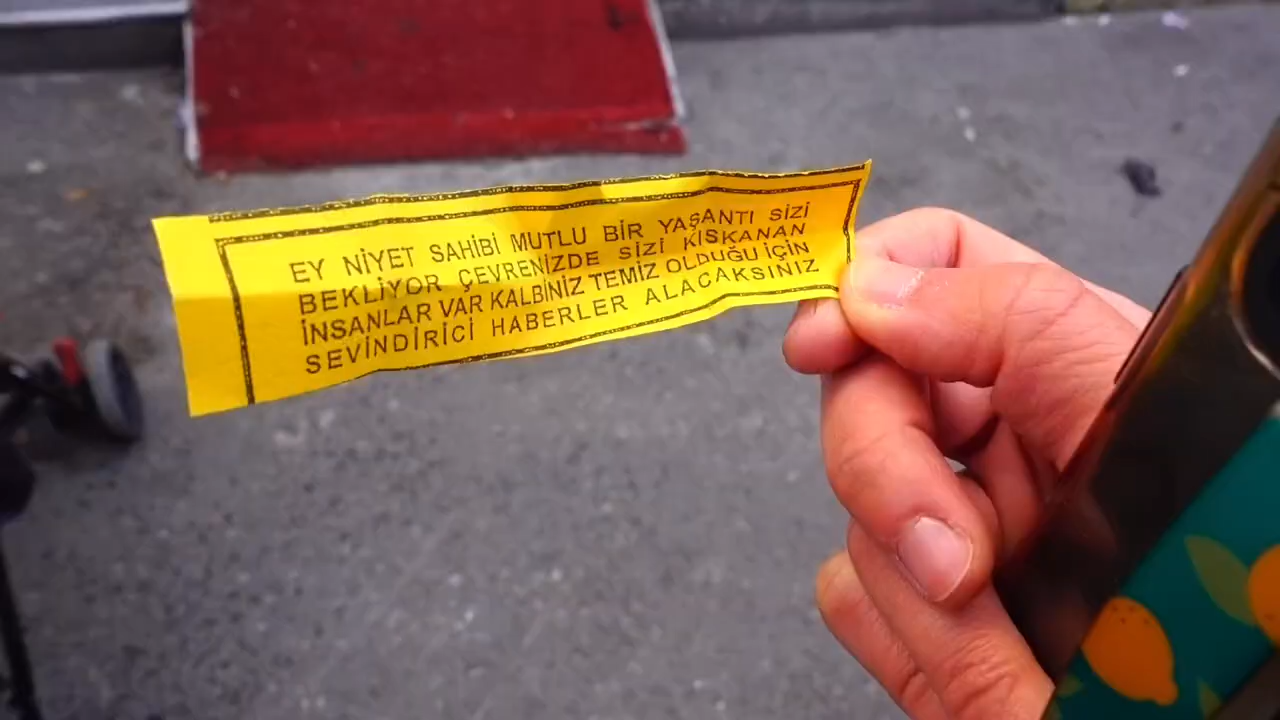 EY NİYET SAHİBİ MUTLU BİR YAŞANTI SİZİ
BEKLİYOR ÇEVRENİZDE SİZİ KISKANAN
İNSANLAR VAR KALBİNİZ TEMİZ OLDUĞU İÇİN
SEVİNDİRİCİ HABERLER ALACAKSINIZ